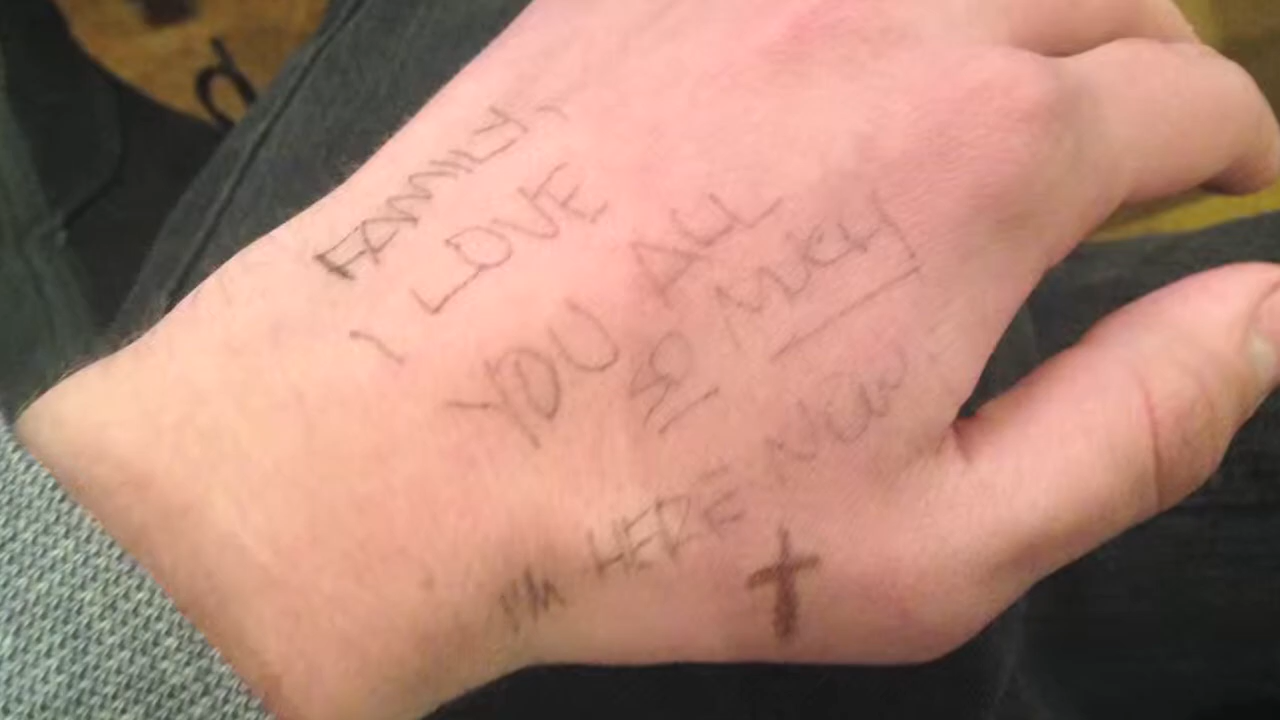 FAMILY,
I LOVE
YOU ALL
SO MUCH
I'M HERE NOW